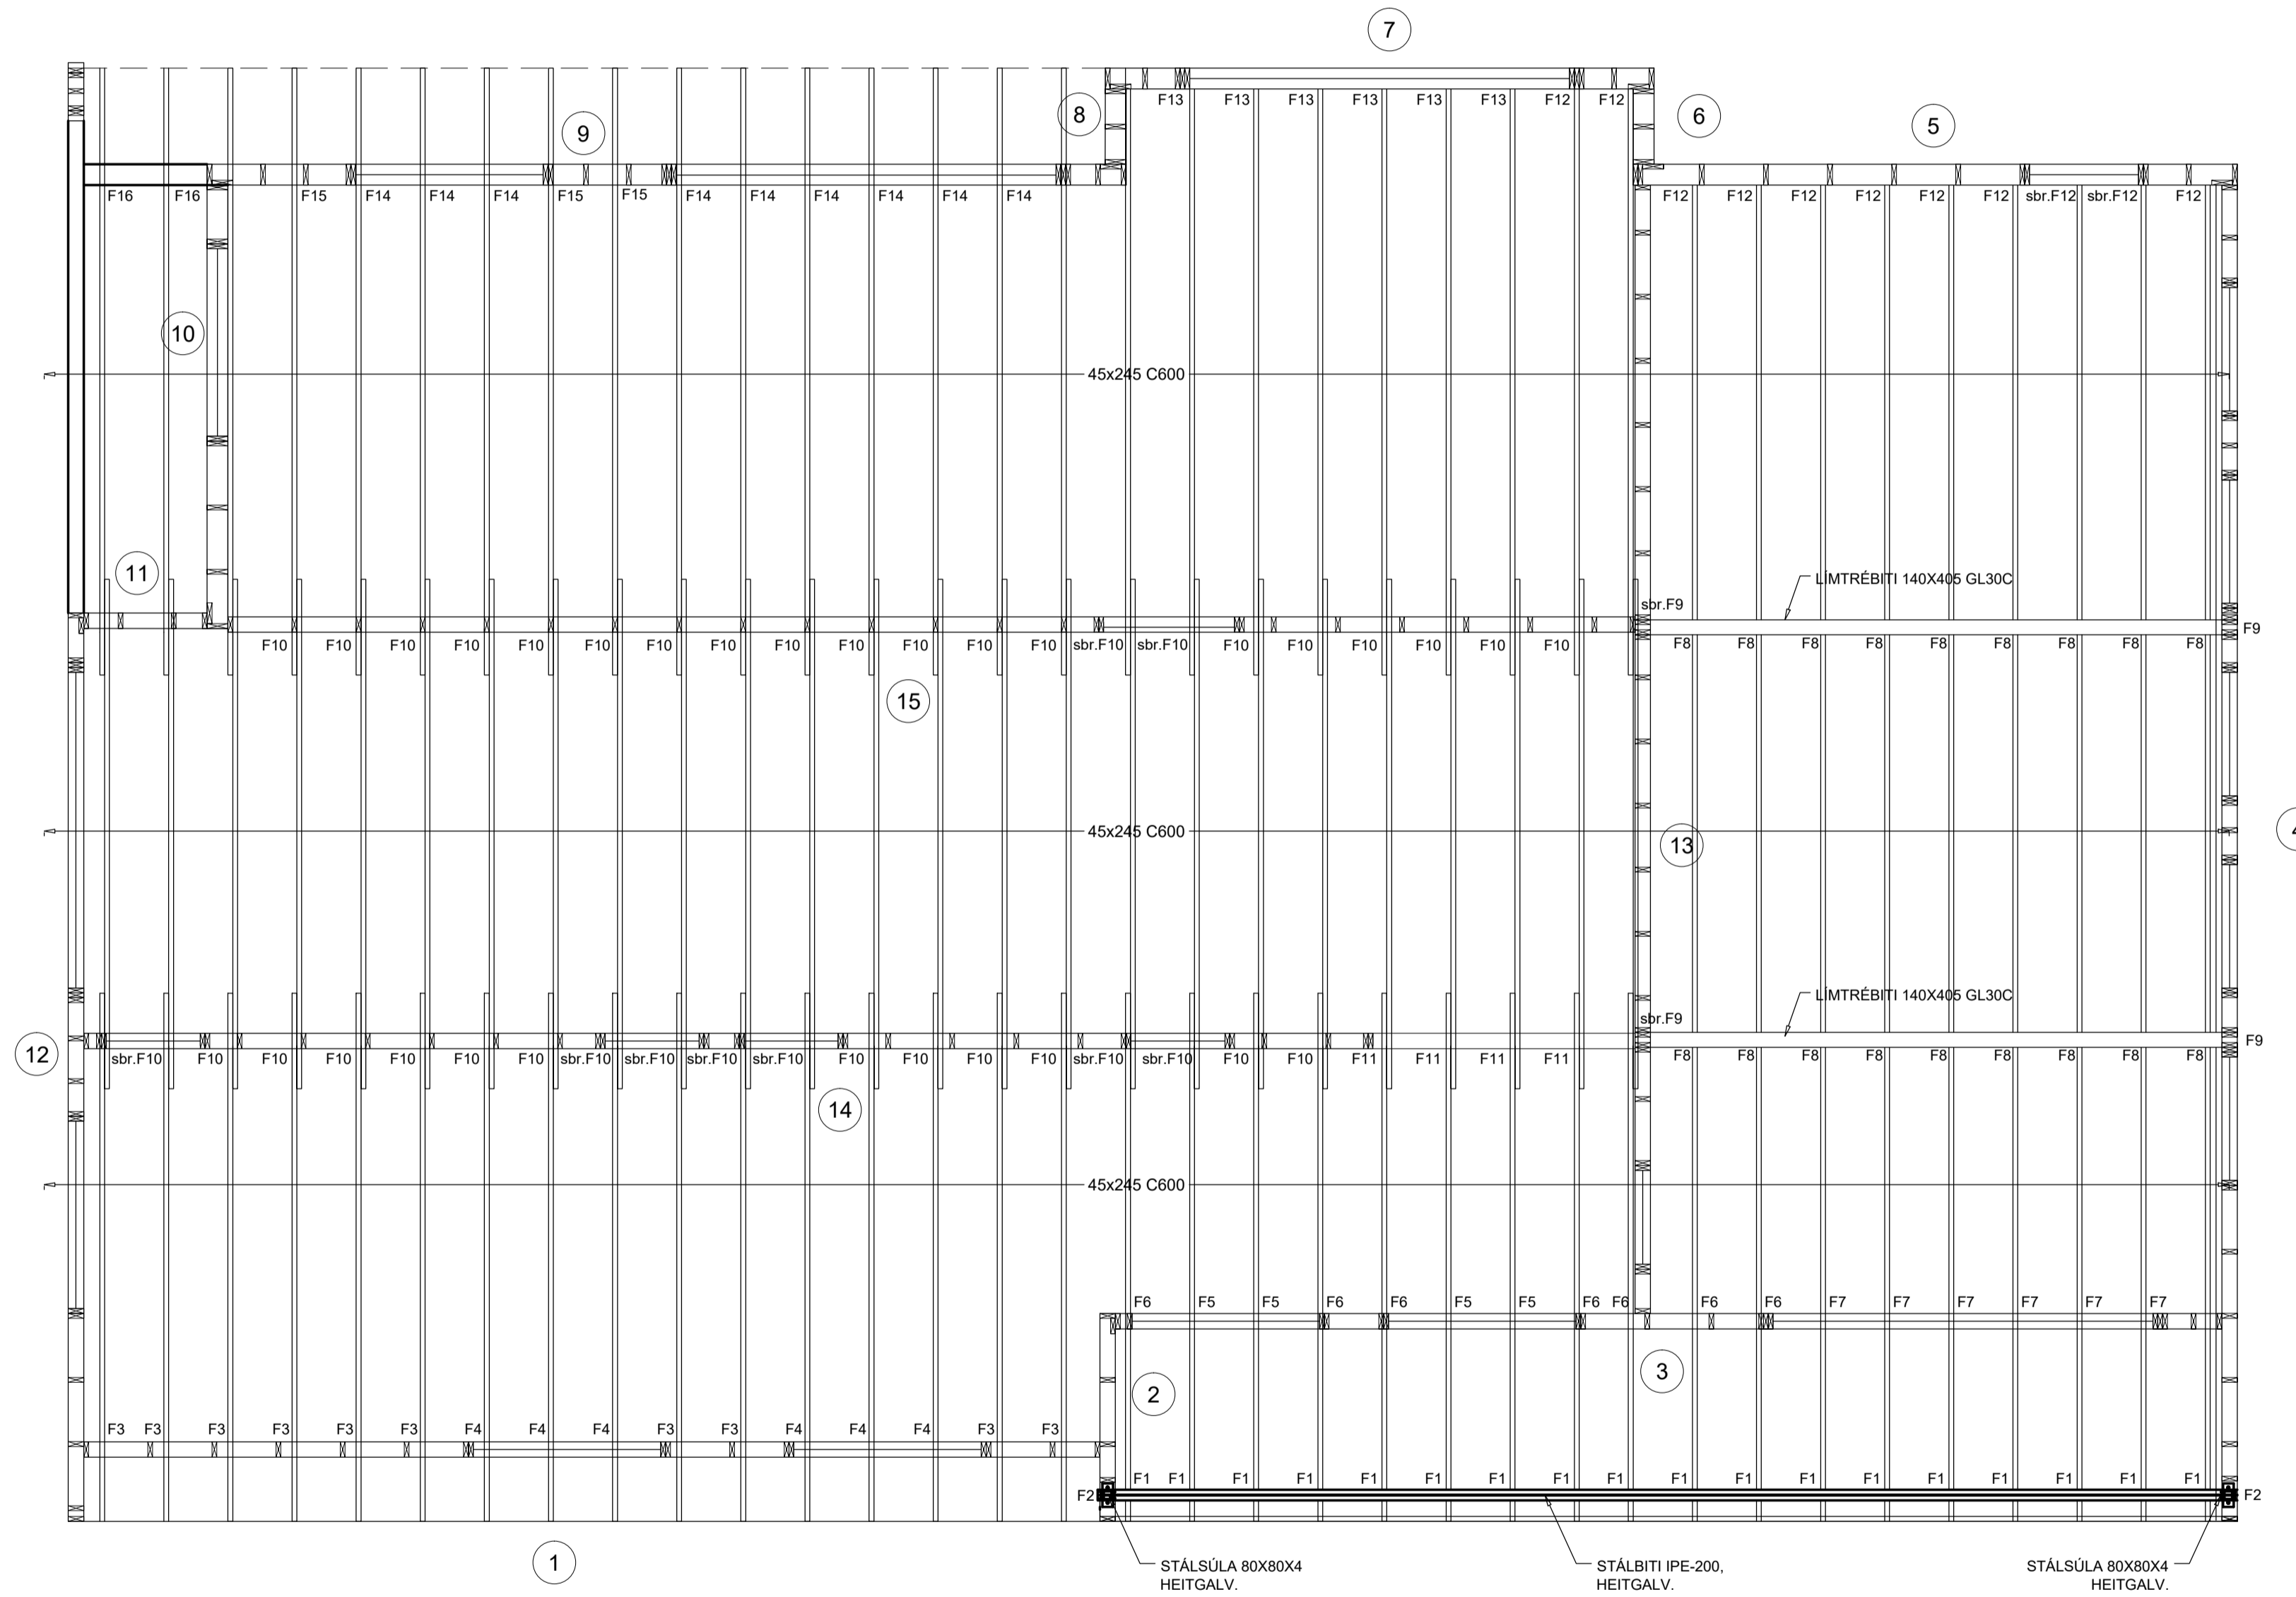 7
8
6
5
9
F13 F13 F13 F13 F13 F13 F12 F12
F16 F16 F15 F14 F14 F14 F15 F15 F14 F14 F14 F14 F14 F14
F12 F12 F12 F12 F12 F12 sbr.F12 sbr.F12 F12
10
45x245 C600
11
LÍMTRÉBITI 140X405 GL30C
sbr.F9
F9
F10 F10 F10 F10 F10 F10 F10 F10 F10 F10 F10 F10 F10 sbr.F10 sbr.F10 F10 F10 F10 F10 F10 F10
F8 F8 F8 F8 F8 F8 F8 F8 F8
15
45x245 C600
13
LÍMTRÉBITI 140X405 GL30C
sbr.F9
F9
12
sbr.F10 F10 F10 F10 F10 F10 F10 sbr.F10 sbr.F10 sbr.F10 sbr.F10 F10 F10 F10 F10 sbr.F10 sbr.F10 F10 F10 F11 F11 F11 F11
F8 F8 F8 F8 F8 F8 F8 F8 F8
14
45x245 C600
F6 F5 F5 F6 F6 F5 F5 F6 F6 F6 F6 F7 F7 F7 F7 F7 F7
2
3
F3 F3 F3 F3 F3 F3 F4 F4 F4 F3 F3 F4 F4 F4 F3 F3
F1 F1 F1 F1 F1 F1 F1 F1 F1 F1 F1 F1 F1 F1 F1 F1 F1 F1
F2
F2
1
STÁLSÚLA 80X80X4
HEITGALV.
STÁLBITI IPE-200,
HEITGALV.
STÁLSÚLA 80X80X4
HEITGALV.